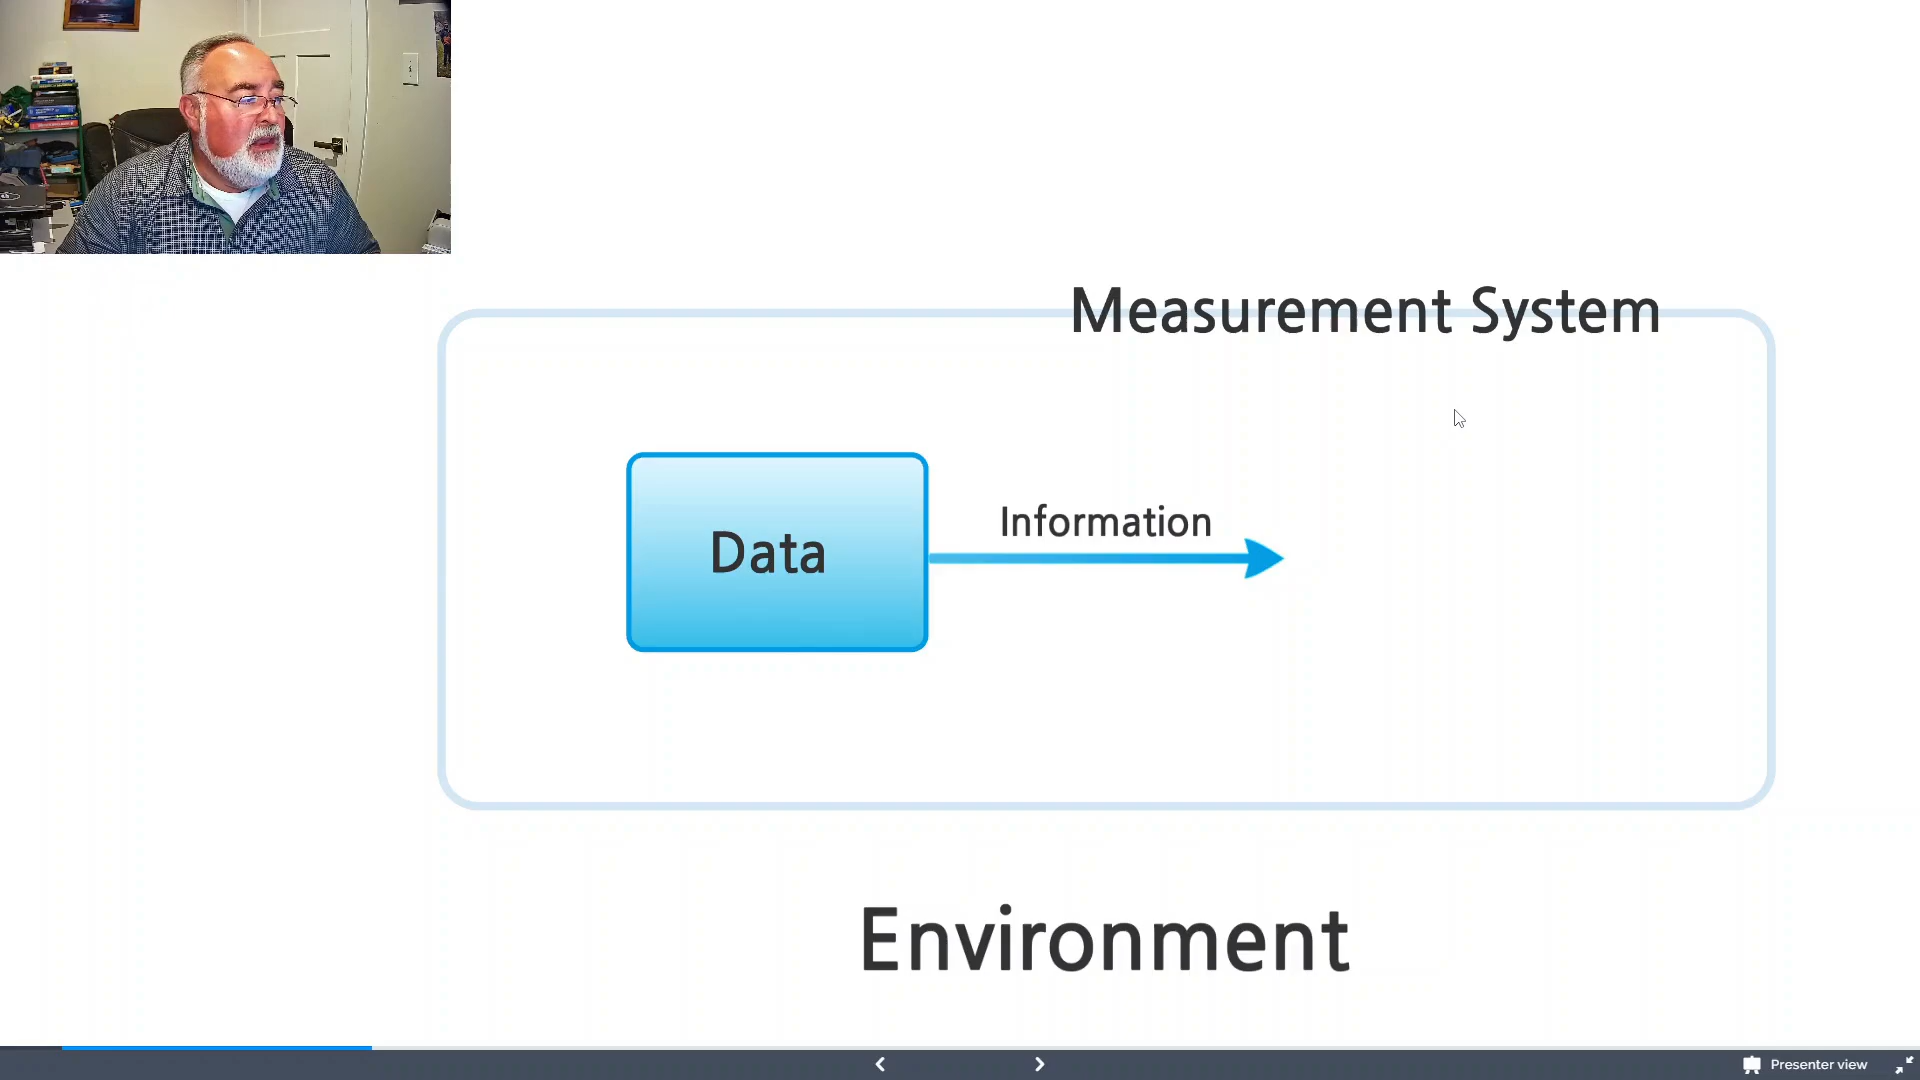 Measurement System
Information
Data
Environment
Presenter view